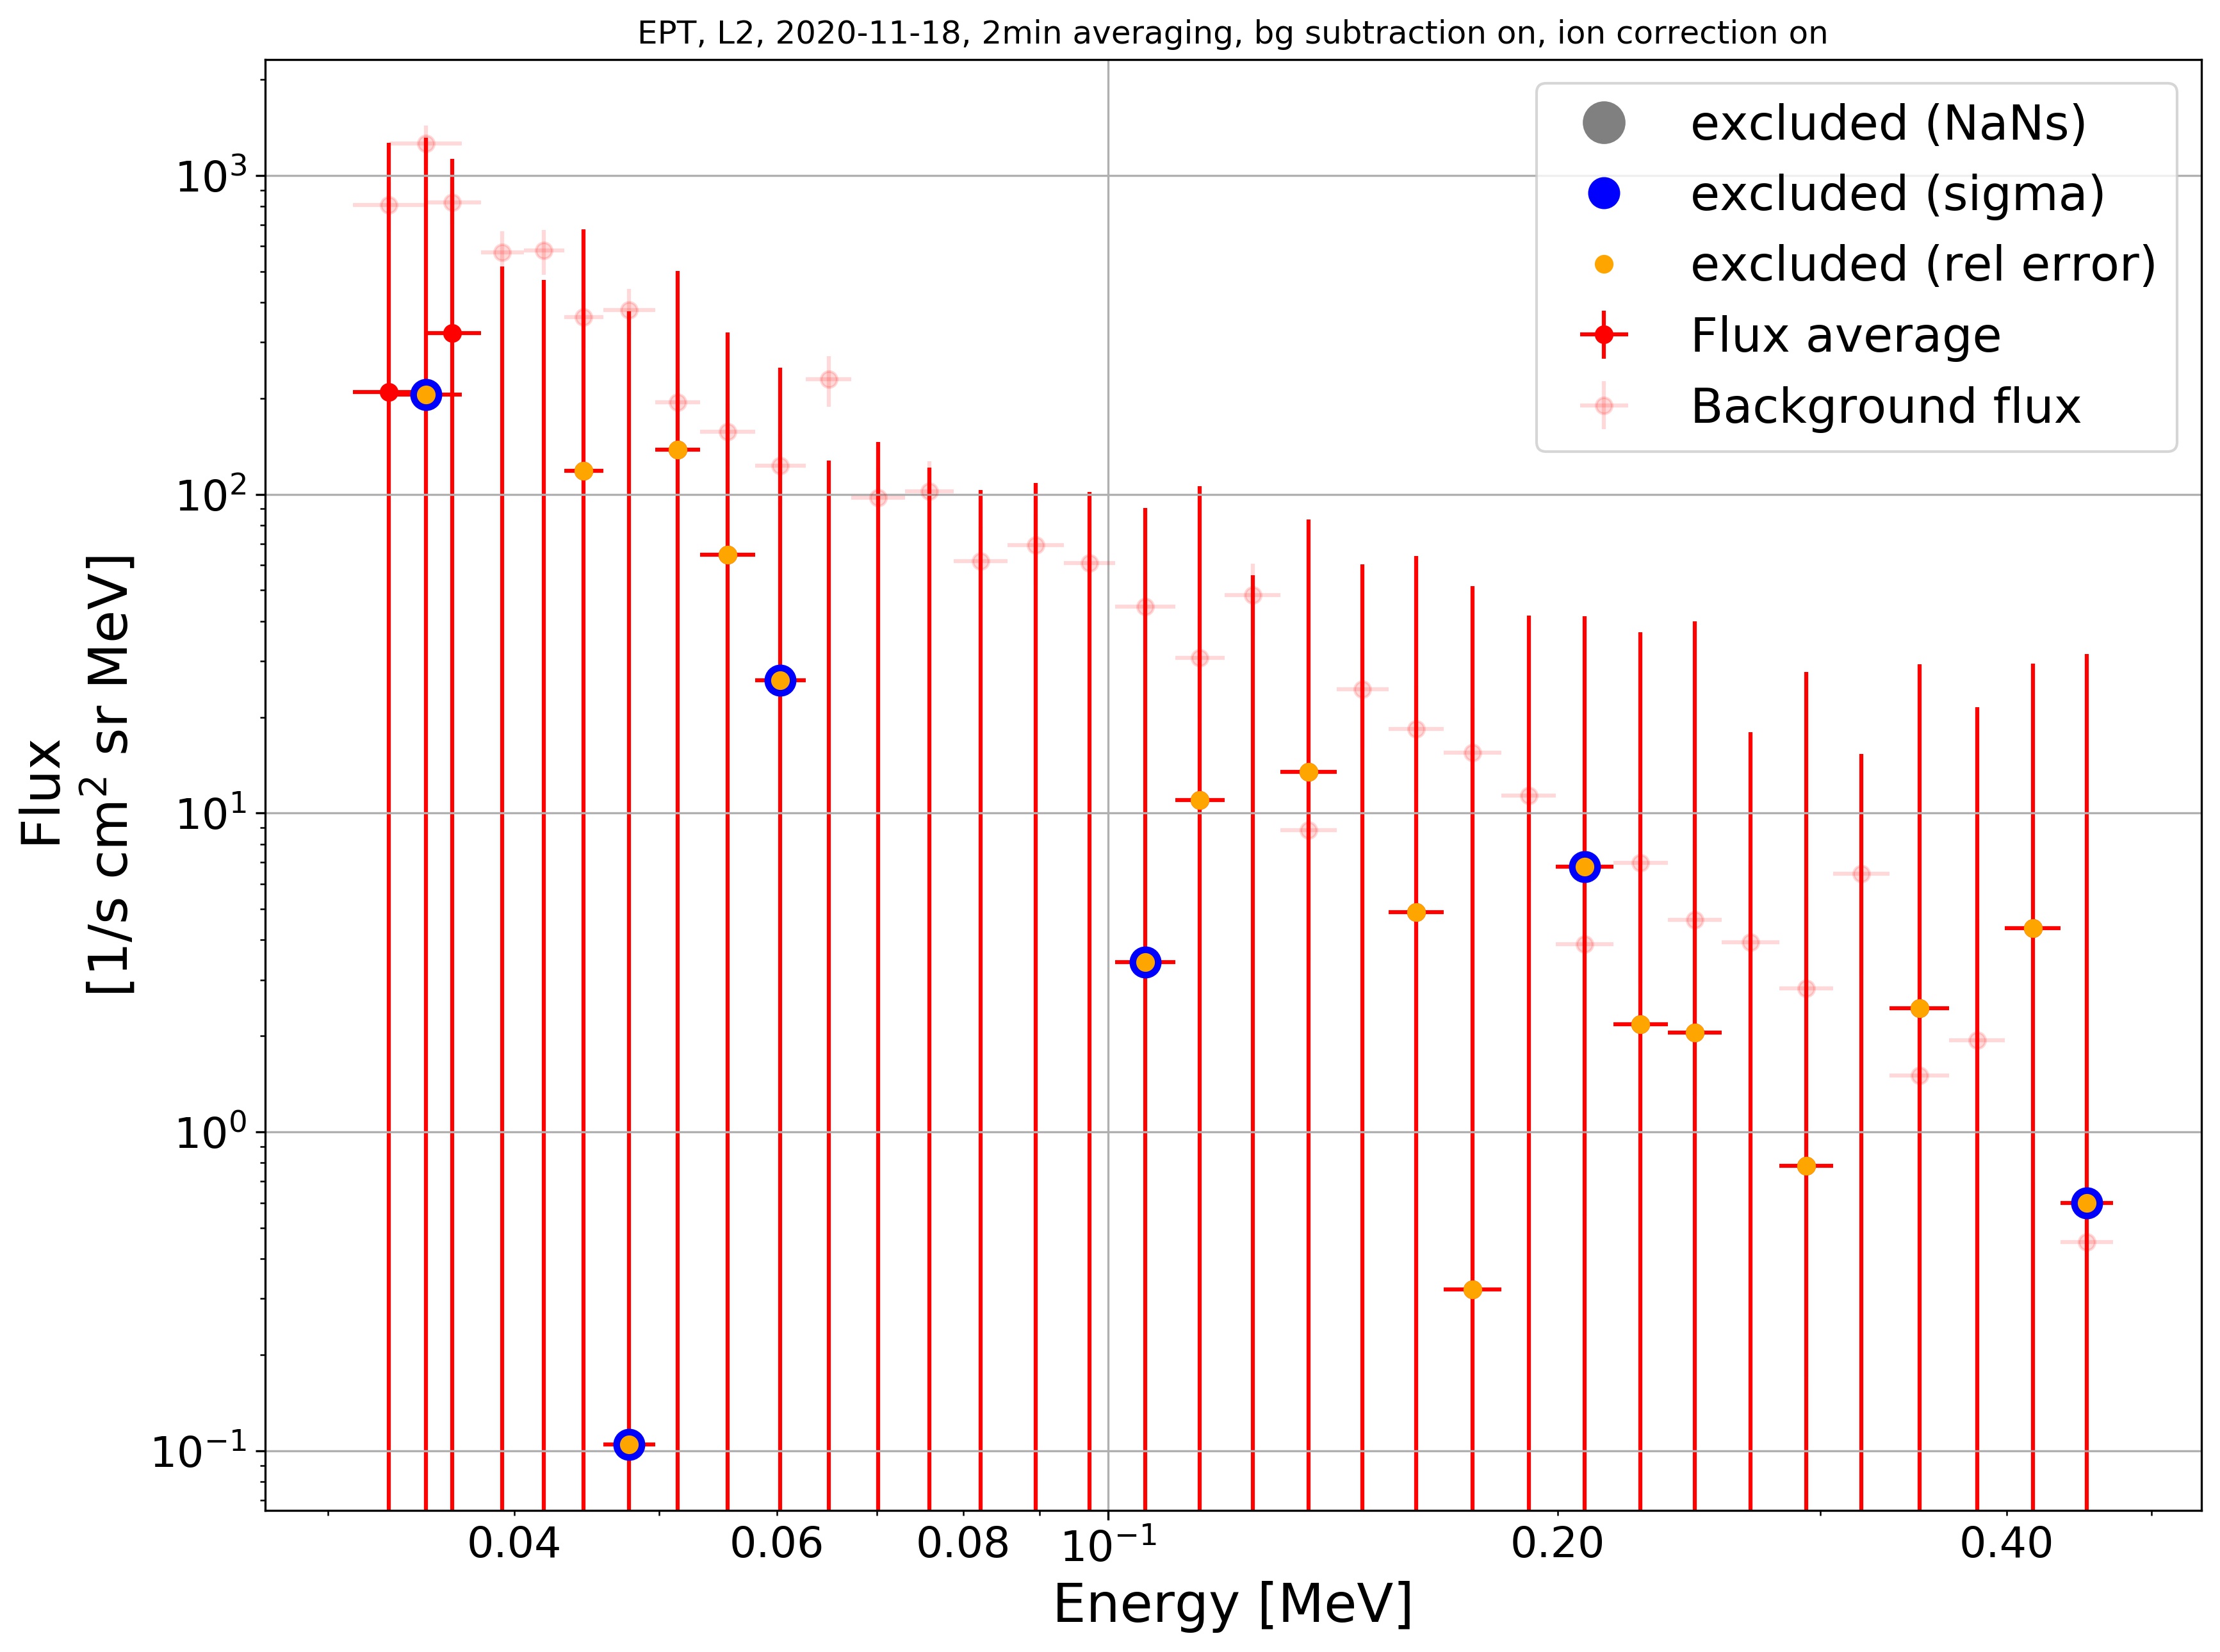 EPT, L2, 2020-11-18, 2min averaging, bg subtraction on, ion correction on
excluded (NaNs)
excluded (sigma)
excluded (rel error)
Flux average
Background flux
10³
10²
10¹
10⁰
10⁻¹
Flux
[1/s cm² sr MeV]
0.04
0.06
0.08
10⁻¹
0.20
0.40
Energy [MeV]